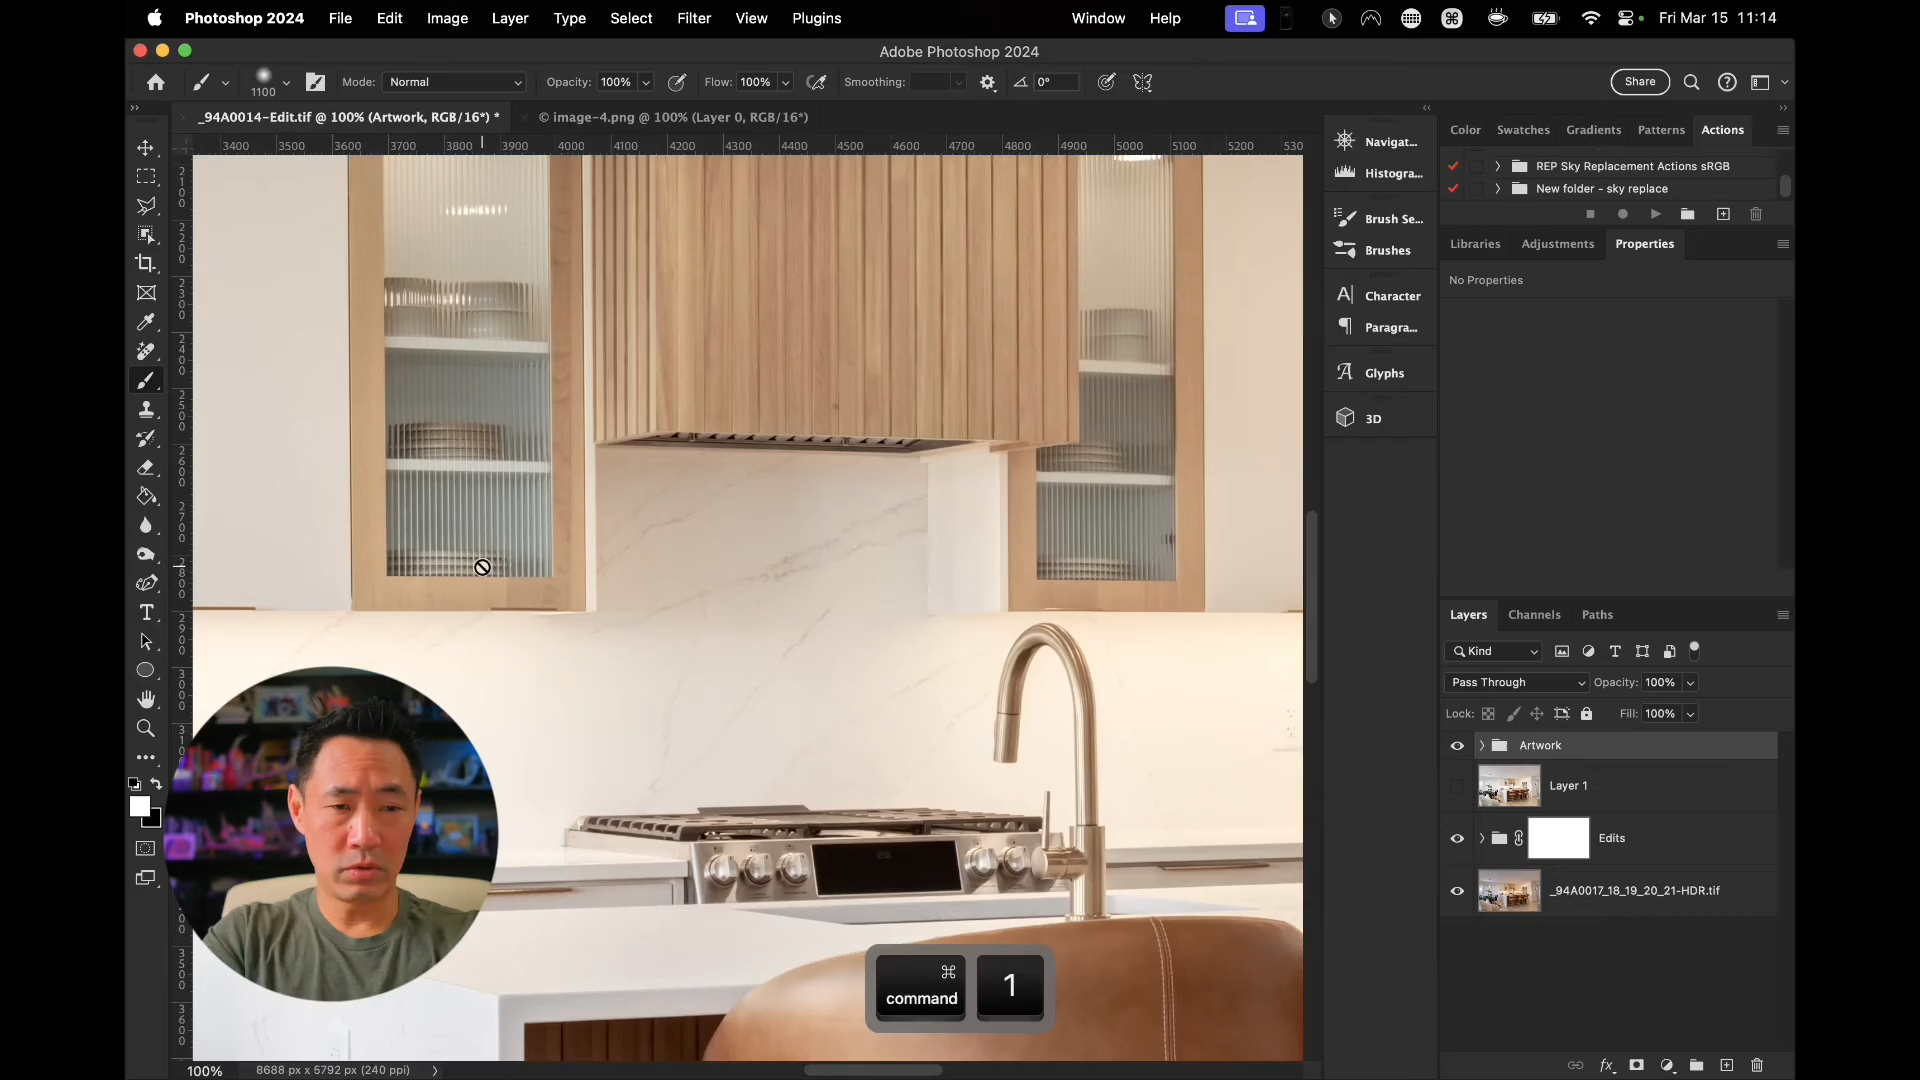 Photoshop 2024 File Edit Image Layer Type Select Filter View Plugins Window Help Fri Mar 15 11:14
Adobe Photoshop 2024
1100 Mode: Normal Opacity: 100% Flow: 100% Smoothing: 0° Share
_94A0014-Edit.tif @ 100% (Artwork, RGB/16*) * © image-4.png @ 100% (Layer 0, RGB/16*)
3400 3500 3600 3700 3800 3900 4000 4100 4200 4300 4400 4500 4600 4700 4800 4900 5000 5100 5200 530
Navigat...
Histogra...
Brush Se...
Brushes
Character
Paragra...
Glyphs
3D
Color Swatches Gradients Patterns Actions
REP Sky Replacement Actions sRGB
New folder - sky replace
Libraries Adjustments Properties
No Properties
Layers Channels Paths
Kind
Pass Through Opacity: 100%
Lock: Fill: 100%
Artwork
Layer 1
Edits
_94A0017_18_19_20_21-HDR.tif
fx
⌘
command
1
100% 8688 px x 5792 px (240 ppi)